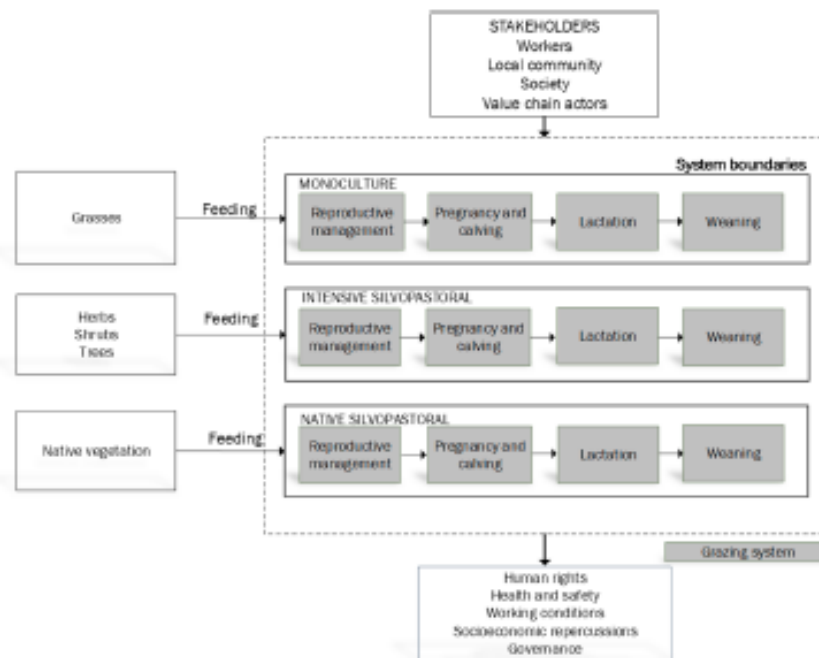 STAKEHOLDERS
Workers
Local community
Society
Value chain actors
System boundaries
Grasses
Feeding
MONOCULTURE
Reproductive
management
Pregnancy and
calving
Lactation
Weaning
Herbs
Shrubs
Trees
Feeding
INTENSIVE SILVOPASTORAL
Reproductive
management
Pregnancy and
calving
Lactation
Weaning
Native vegetation
Feeding
NATIVE SILVOPASTORAL
Reproductive
management
Pregnancy and
calving
Lactation
Weaning
Grazing system
Human rights
Health and safety
Working conditions
Socioeconomic repercussions
Governance